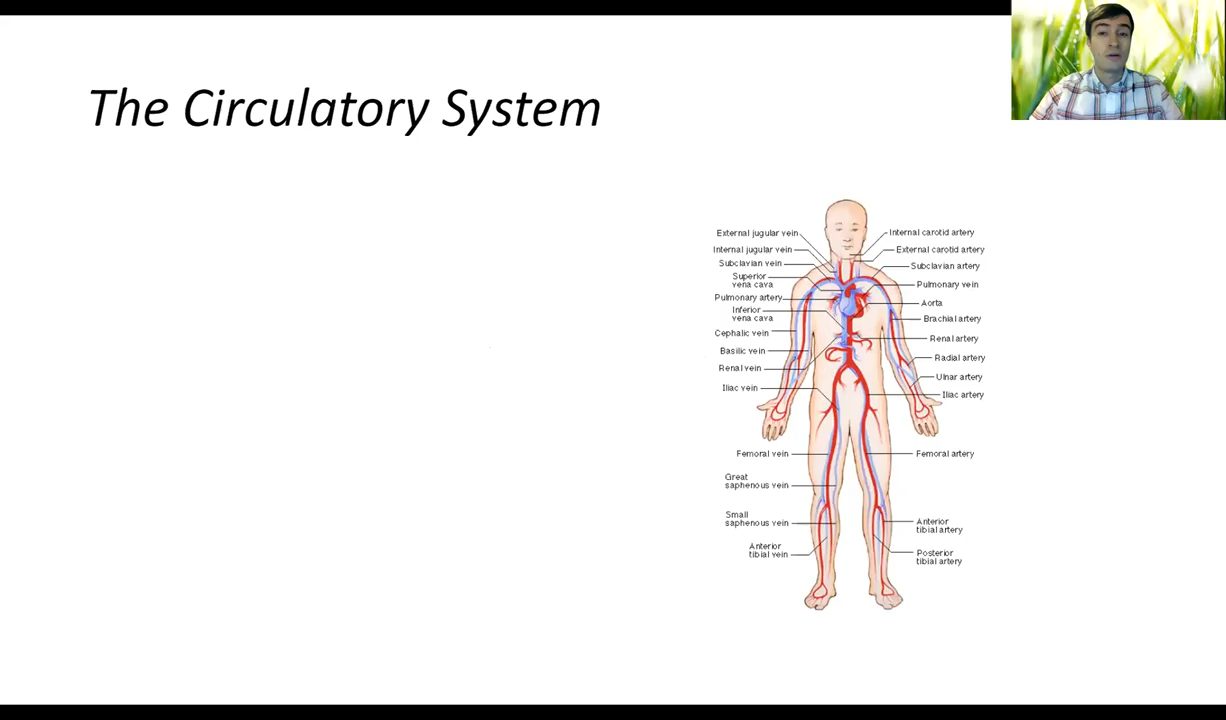 The Circulatory System
External jugular vein
Internal jugular vein
Subclavian vein
Superior
vena cava
Pulmonary artery
Inferior
vena cava
Cephalic vein
Basilic vein
Renal vein
Iliac vein
Femoral vein
Great
saphenous vein
Small
saphenous vein
Anterior
tibial vein
Internal carotid artery
External carotid artery
Subclavian artery
Pulmonary vein
Aorta
Brachial artery
Renal artery
Radial artery
Ulnar artery
Iliac artery
Femoral artery
Anterior
tibial artery
Posterior
tibial artery